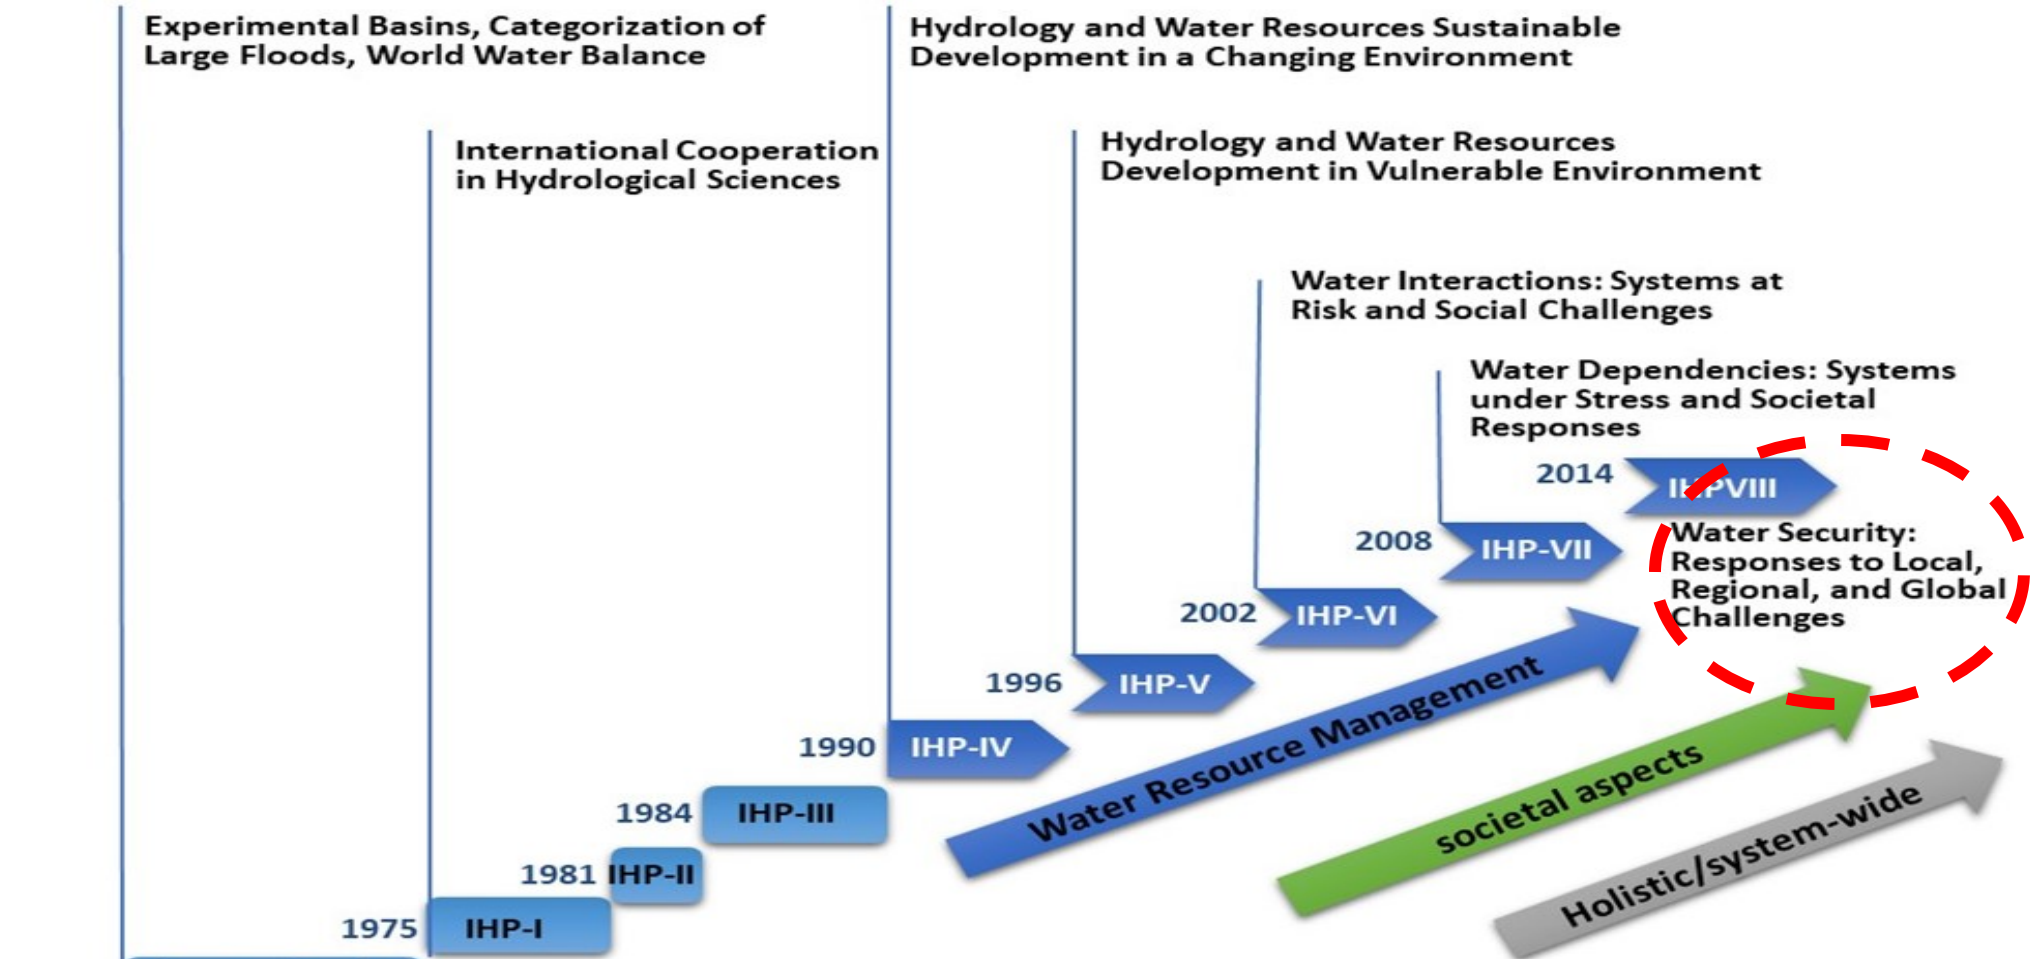 Experimental Basins, Categorization of
Large Floods, World Water Balance
Hydrology and Water Resources Sustainable
Development in a Changing Environment
International Cooperation
in Hydrological Sciences
Hydrology and Water Resources
Development in Vulnerable Environment
Water Interactions: Systems at
Risk and Social Challenges
Water Dependencies: Systems
under Stress and Societal
Responses
2014
IHPVIII
Water Security:
Responses to Local,
Regional, and Global
Challenges
2008
IHP-VII
2002
IHP-VI
1996
IHP-V
1990
IHP-IV
1984
IHP-III
1981
IHP-II
1975
IHP-I
Water Resource Management
societal aspects
Holistic/system-wide